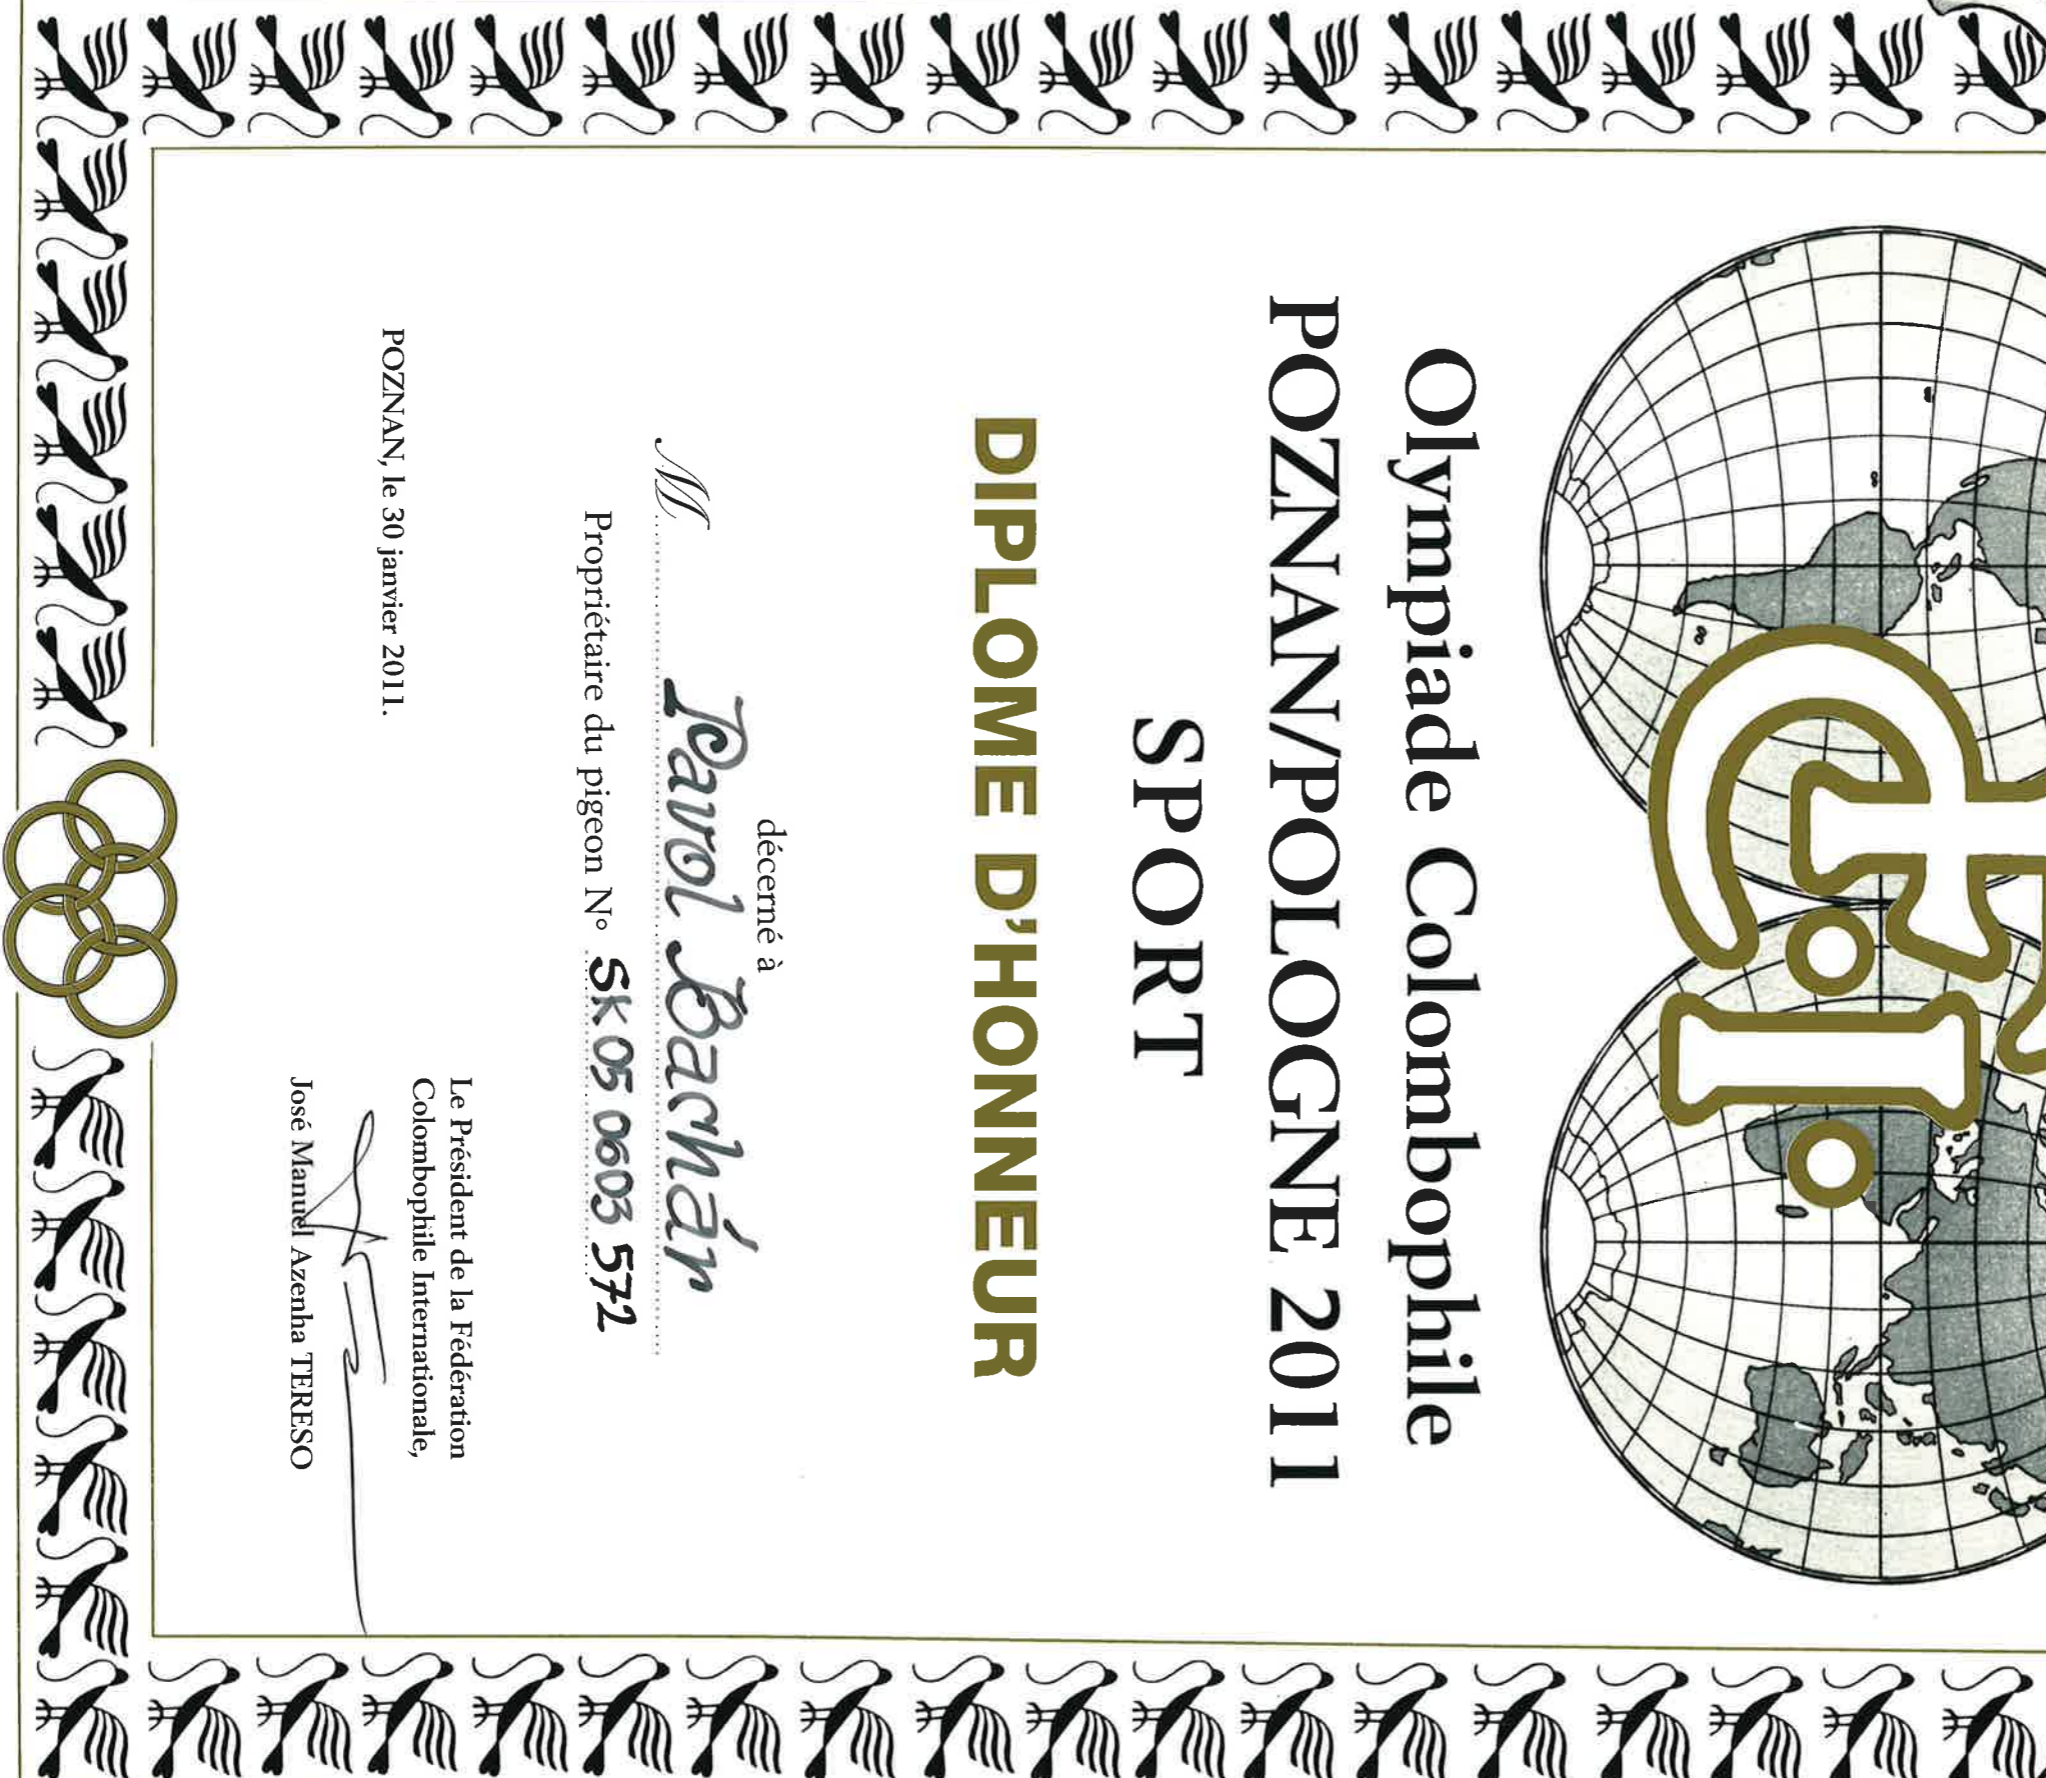 F.C.I.
Olympiade Colombophile
POZNAN/POLOGNE 2011
SPORT
DIPLOME D'HONNEUR
décerné à
M Pavol Bachár
Propriétaire du pigeon N° SK 05 0603 572
POZNAN, le 30 janvier 2011.
Le Président de la Fédération
Colombophile Internationale,
José Manuel Azenha TERESO